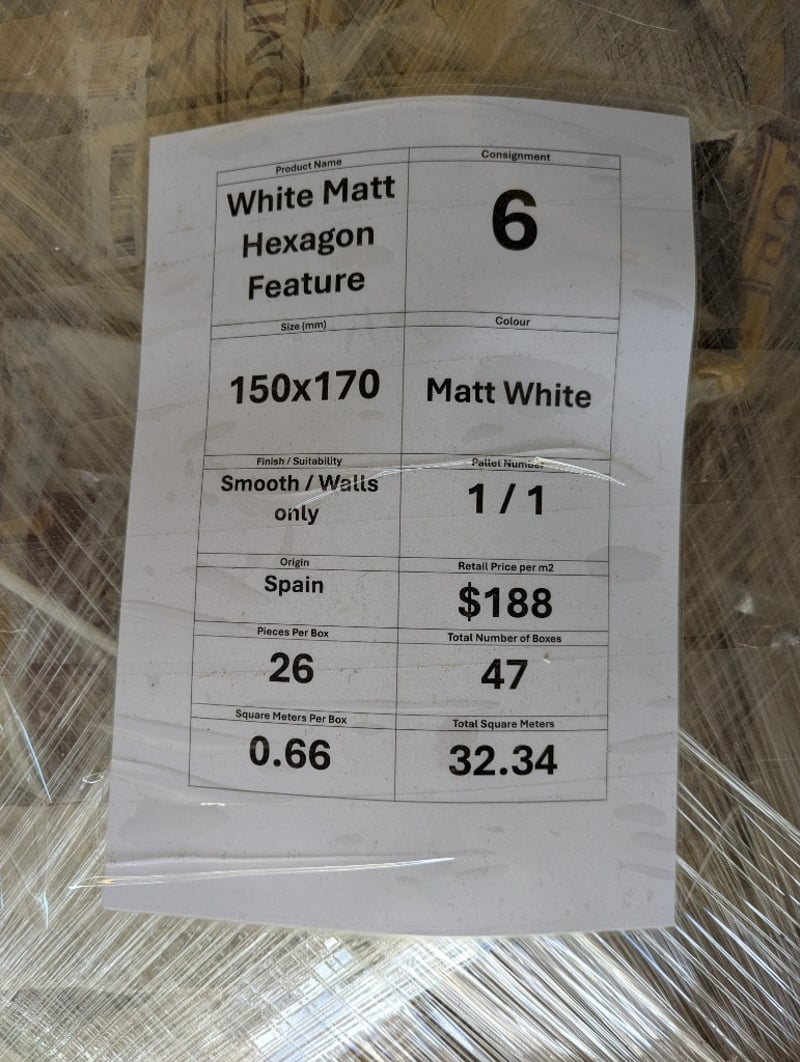 Product Name
White Matt
Hexagon
Feature
Consignment
6
Size (mm)
150x170
Colour
Matt White
Finish / Suitability
Smooth / Walls
only
Pallet Number
1 / 1
Origin
Spain
Retail Price per m2
$188
Pieces Per Box
26
Total Number of Boxes
47
Square Meters Per Box
0.66
Total Square Meters
32.34